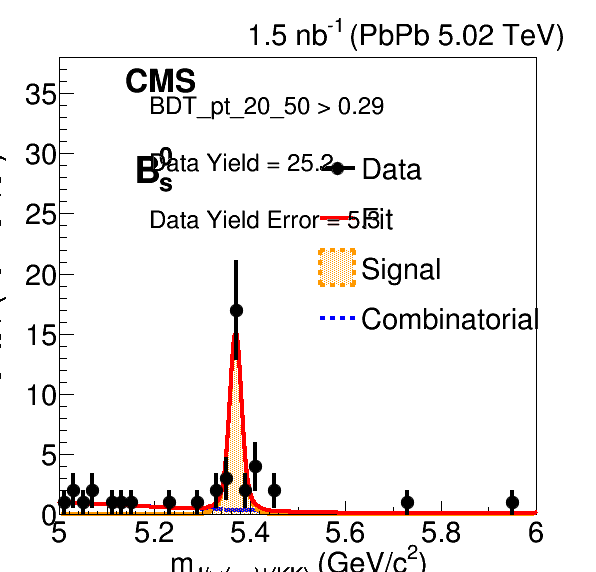 1.5 nb-1 (PbPb 5.02 TeV)
CMS
BDT_pt_20_50 > 0.29
B0s
Data Yield = 25.2
Data Yield Error = 5.3
Data
Fit
Signal
Combinatorial
35
30
25
20
15
10
5
0
5 5.2 5.4 5.6 5.8 6
(GeV/c2)